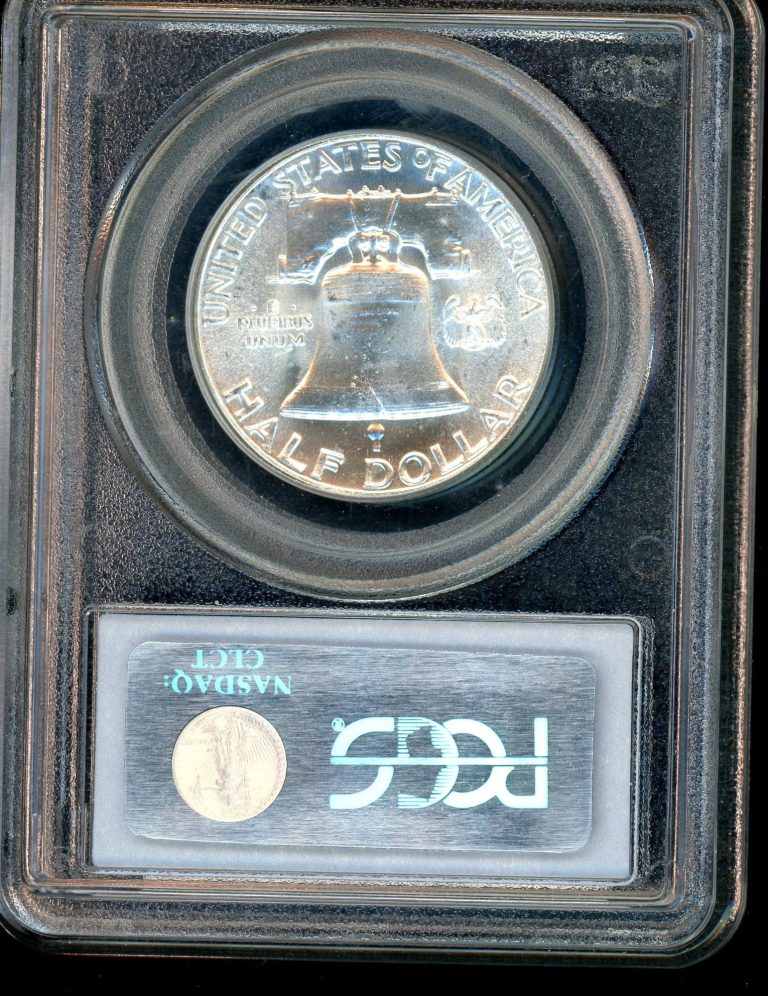 UNITED STATES OF AMERICA
E
PLURIBUS
UNUM
HALF DOLLAR
NASDAQ:
CLCT
PCGS®